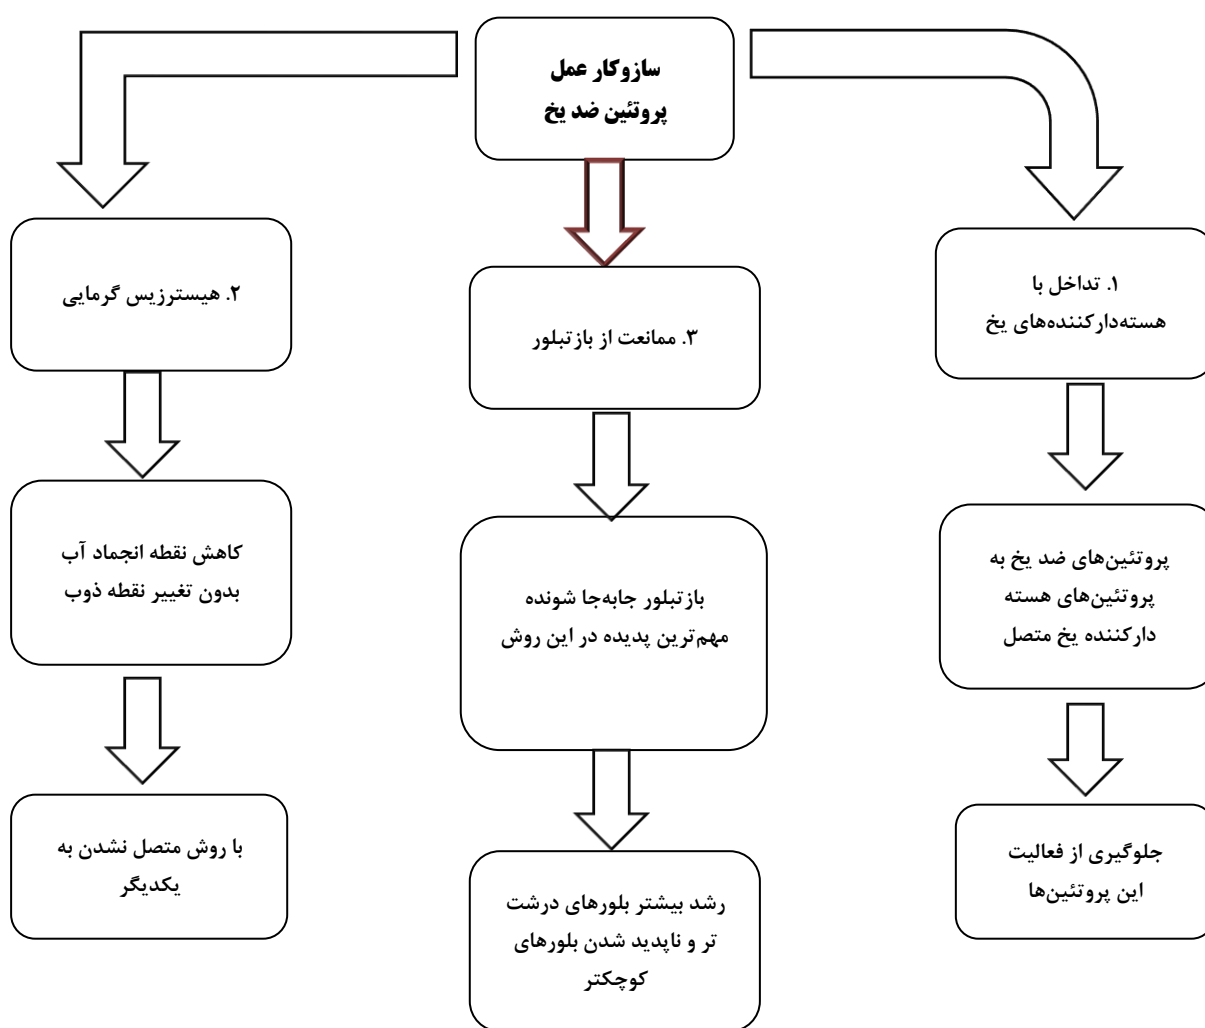 سازوکار عمل
پروتئین ضد یخ
۱. تداخل با
هسته‌دارکننده‌های یخ
پروتئین‌های ضد یخ به
پروتئین‌های هسته
دارکننده یخ متصل
جلوگیری از فعالیت
این پروتئین‌ها
۲. هیسترزیس گرمایی
کاهش نقطه انجماد آب
بدون تغییر نقطه ذوب
با روش متصل نشدن به
یکدیگر
۳. ممانعت از بازتبلور
بازتبلور جابه‌جا شونده
مهم‌ترین پدیده در این روش
رشد بیشتر بلورهای درشت
تر و ناپدید شدن بلورهای
کوچکتر